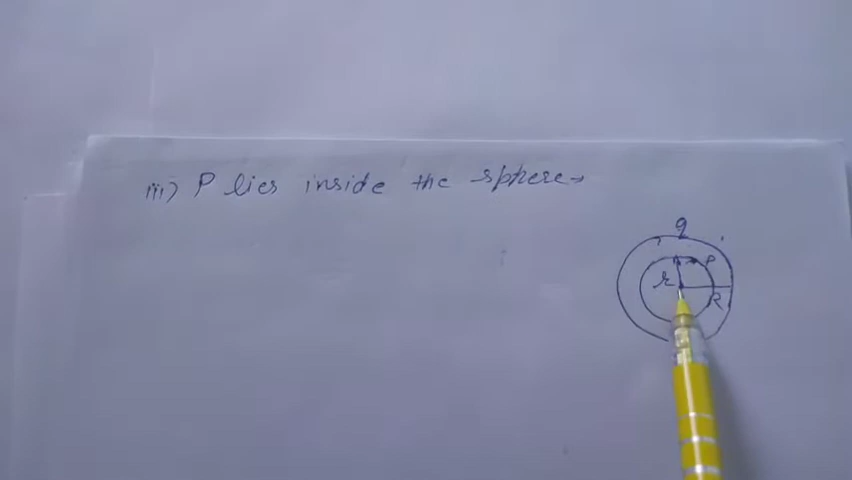 iii) P lies inside the sphere→
q
P
r
R